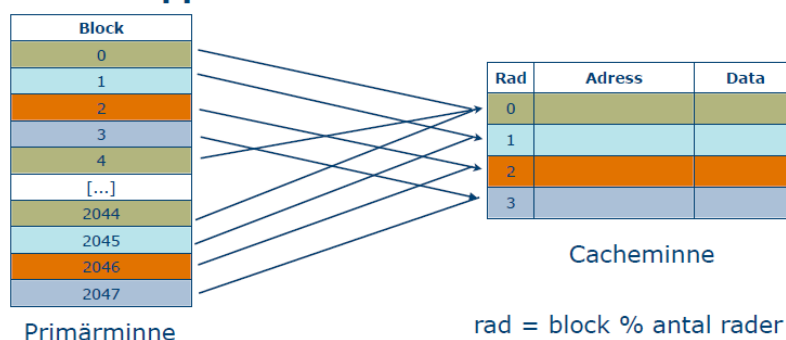 Block
0
1
2
3
4
[...]
2044
2045
2046
2047
Primärminne
Rad Adress Data
0
1
2
3
Cacheminne
rad = block % antal rader